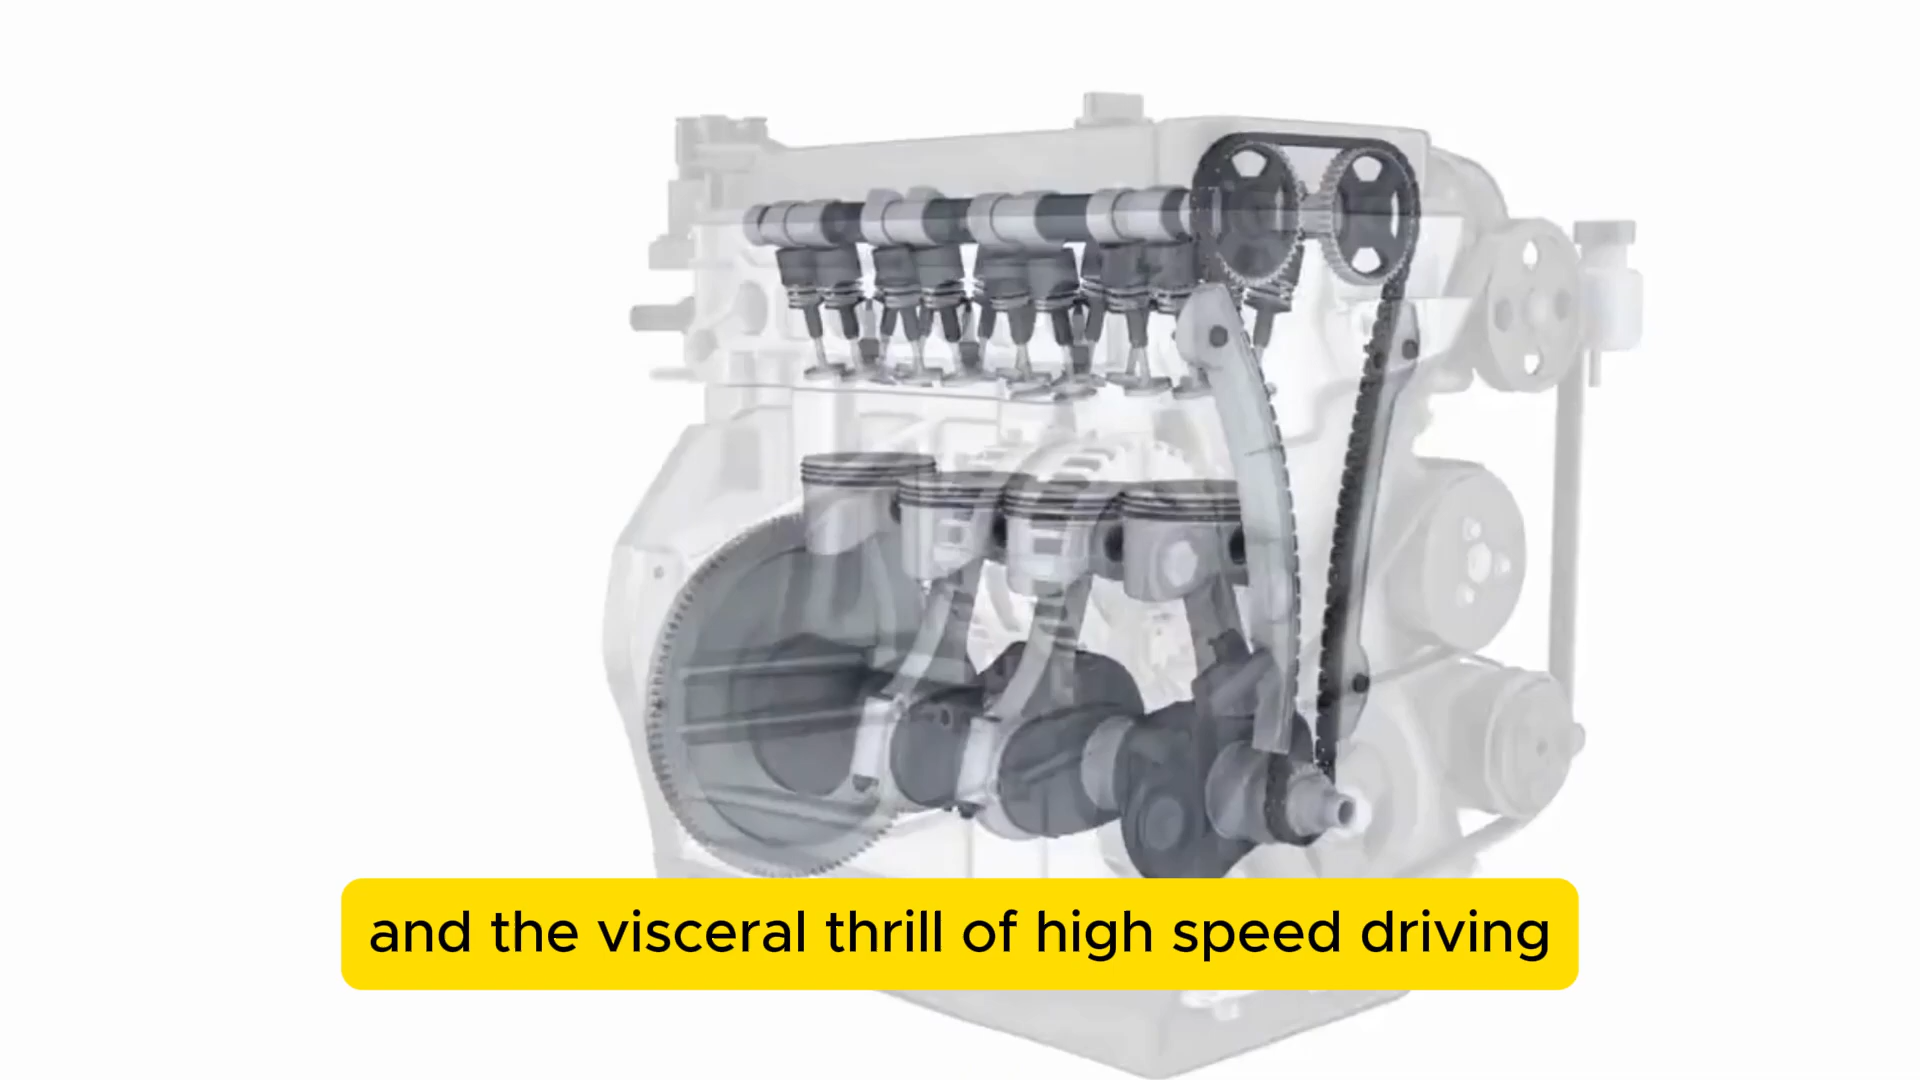 and the visceral thrill of high speed driving